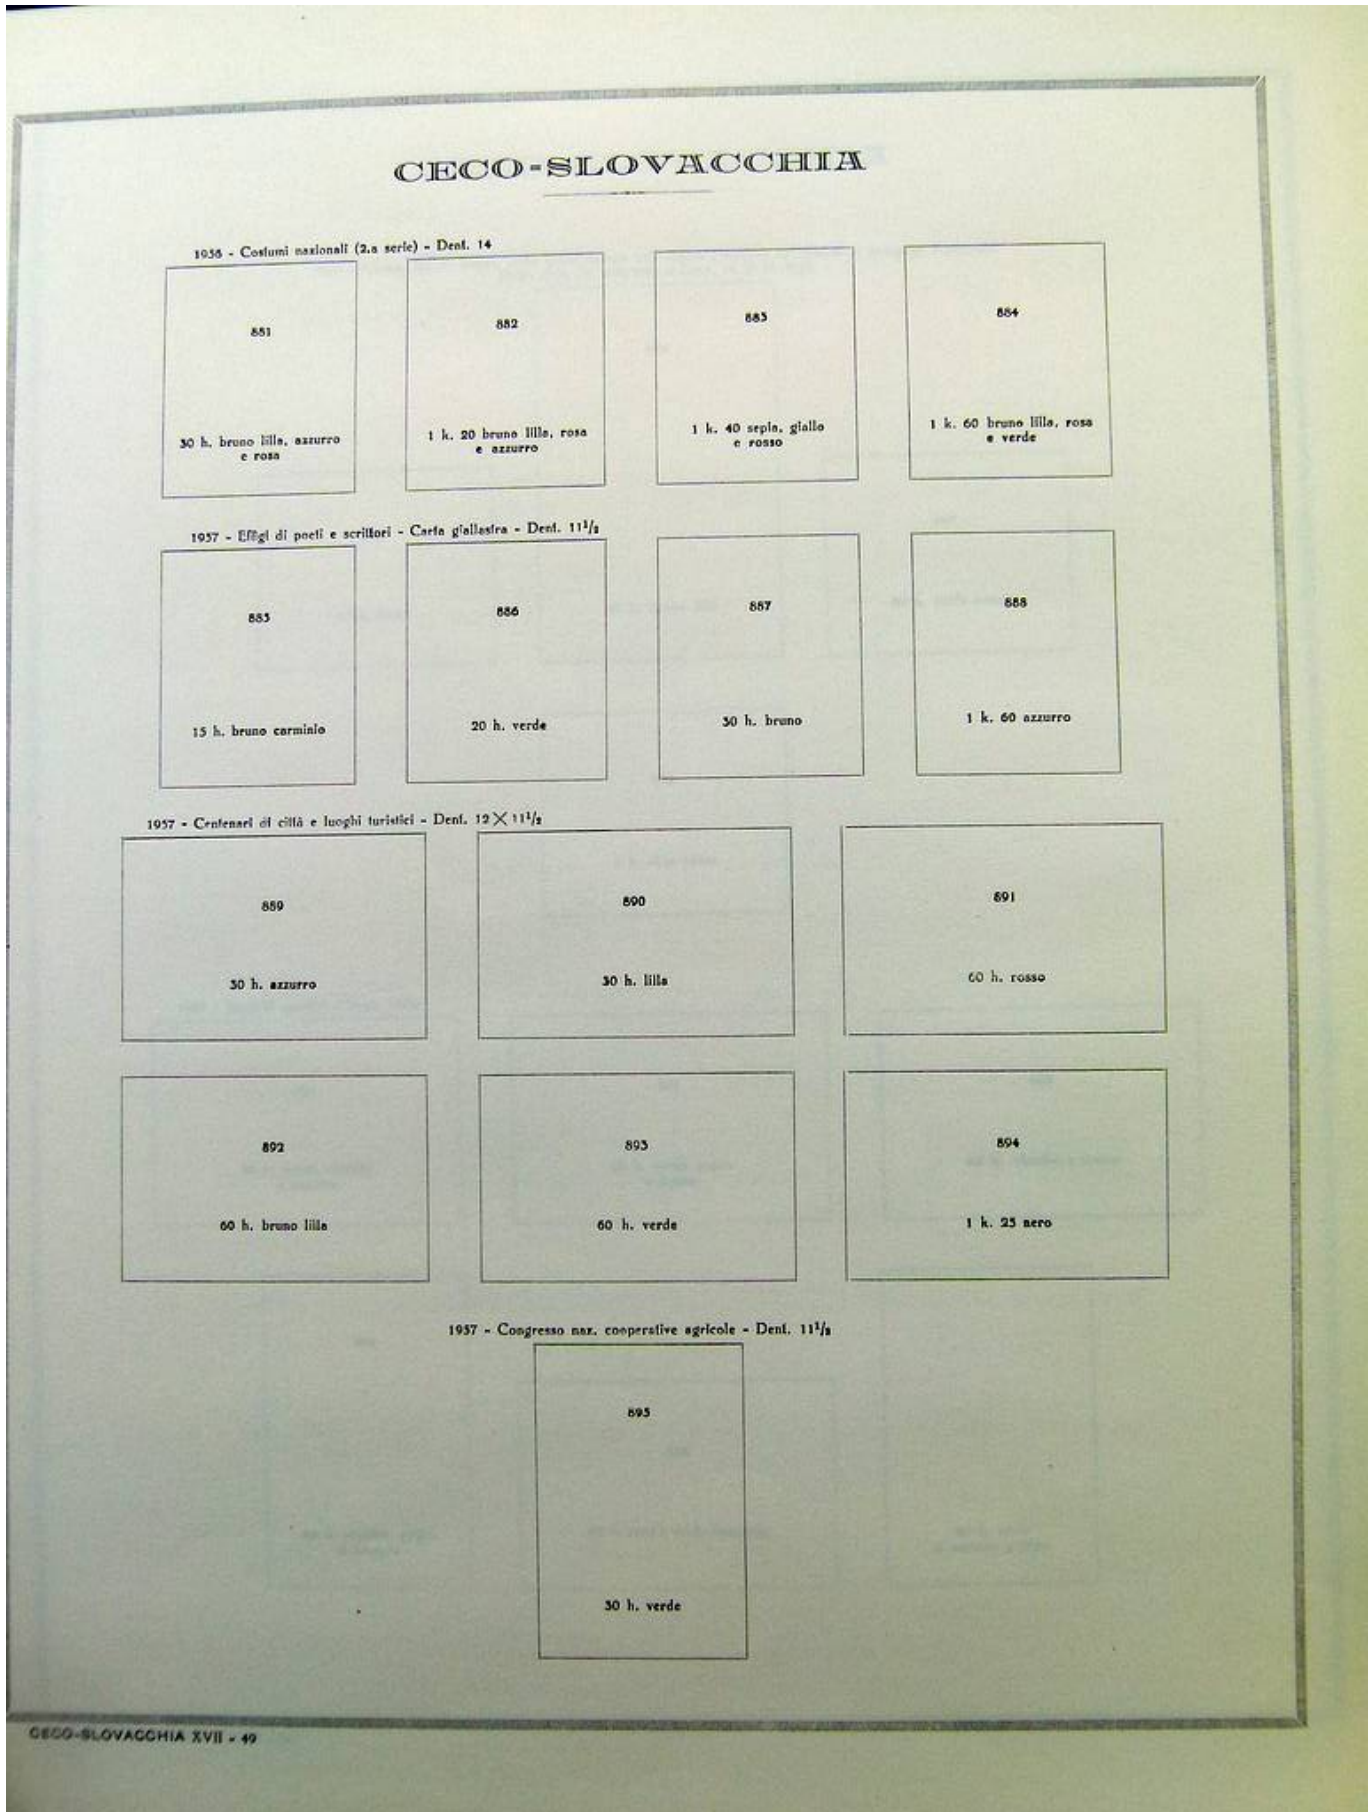 CECO-SLOVACCHIA
1956 - Costumi nazionali (2.a serie) - Dent. 14
881
882
883
884
30 h. bruno lilla, azzurro
e rosa
1 k. 20 bruno lilla, rosa
e azzurro
1 k. 40 sepia, giallo
e rosso
1 k. 60 bruno lilla, rosa
e verde
1957 - Effigi di poeti e scrittori - Carta giallastra - Dent. 11½
885
886
887
888
15 h. bruno carminio
20 h. verde
30 h. bruno
1 k. 60 azzurro
1957 - Centenari di città e luoghi turistici - Dent. 12 X 11½
889
890
891
30 h. azzurro
30 h. lilla
60 h. rosso
892
893
894
60 h. bruno lilla
60 h. verde
1 k. 25 nero
1957 - Congresso naz. cooperative agricole - Dent. 11½
895
30 h. verde
CECO-SLOVACCHIA XVII - 49